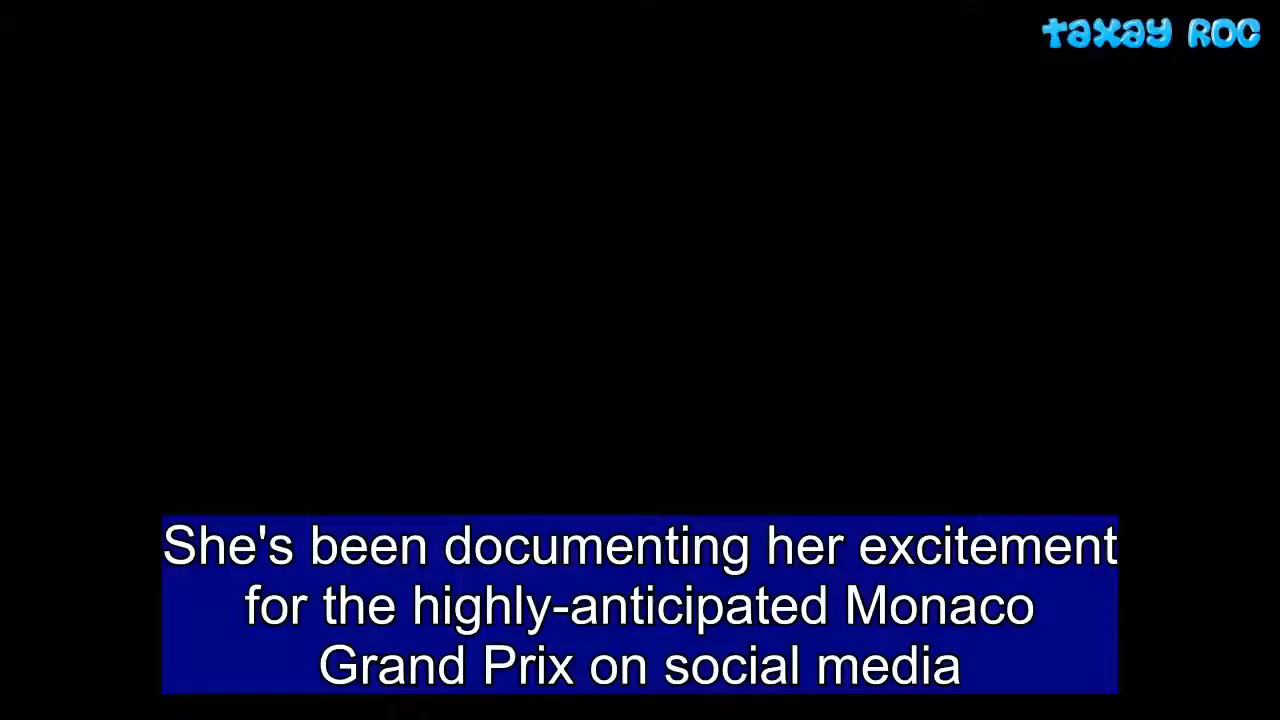 TAXAY ROC
She's been documenting her excitement
for the highly-anticipated Monaco
Grand Prix on social media